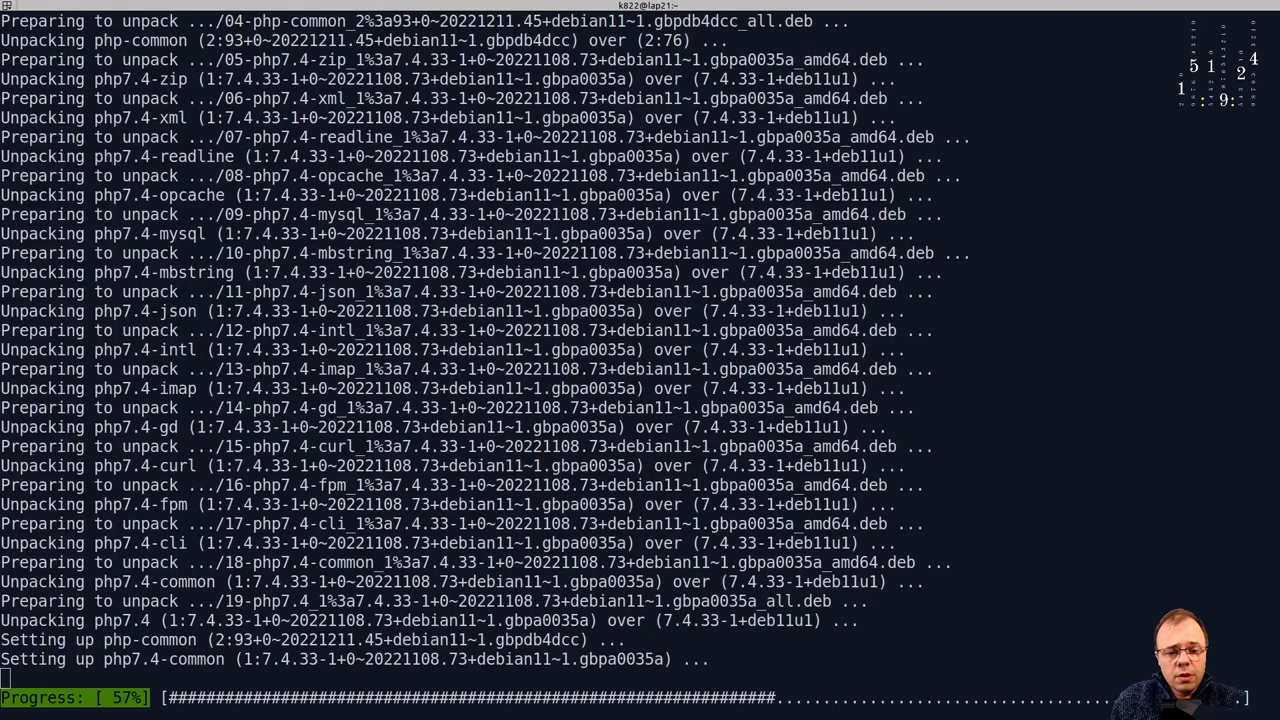 k822@lap21:~
Preparing to unpack .../04-php-common_2%3a93+0~20221211.45+debian11~1.gbpdb4dcc_all.deb ...
Unpacking php-common (2:93+0~20221211.45+debian11~1.gbpdb4dcc) over (2:76) ...
Preparing to unpack .../05-php7.4-zip_1%3a7.4.33-1+0~20221108.73+debian11~1.gbpa0035a_amd64.deb ...
Unpacking php7.4-zip (1:7.4.33-1+0~20221108.73+debian11~1.gbpa0035a) over (7.4.33-1+deb11u1) ...
Preparing to unpack .../06-php7.4-xml_1%3a7.4.33-1+0~20221108.73+debian11~1.gbpa0035a_amd64.deb ...
Unpacking php7.4-xml (1:7.4.33-1+0~20221108.73+debian11~1.gbpa0035a) over (7.4.33-1+deb11u1) ...
Preparing to unpack .../07-php7.4-readline_1%3a7.4.33-1+0~20221108.73+debian11~1.gbpa0035a_amd64.deb ...
Unpacking php7.4-readline (1:7.4.33-1+0~20221108.73+debian11~1.gbpa0035a) over (7.4.33-1+deb11u1) ...
Preparing to unpack .../08-php7.4-opcache_1%3a7.4.33-1+0~20221108.73+debian11~1.gbpa0035a_amd64.deb ...
Unpacking php7.4-opcache (1:7.4.33-1+0~20221108.73+debian11~1.gbpa0035a) over (7.4.33-1+deb11u1) ...
Preparing to unpack .../09-php7.4-mysql_1%3a7.4.33-1+0~20221108.73+debian11~1.gbpa0035a_amd64.deb ...
Unpacking php7.4-mysql (1:7.4.33-1+0~20221108.73+debian11~1.gbpa0035a) over (7.4.33-1+deb11u1) ...
Preparing to unpack .../10-php7.4-mbstring_1%3a7.4.33-1+0~20221108.73+debian11~1.gbpa0035a_amd64.deb ...
Unpacking php7.4-mbstring (1:7.4.33-1+0~20221108.73+debian11~1.gbpa0035a) over (7.4.33-1+deb11u1) ...
Preparing to unpack .../11-php7.4-json_1%3a7.4.33-1+0~20221108.73+debian11~1.gbpa0035a_amd64.deb ...
Unpacking php7.4-json (1:7.4.33-1+0~20221108.73+debian11~1.gbpa0035a) over (7.4.33-1+deb11u1) ...
Preparing to unpack .../12-php7.4-intl_1%3a7.4.33-1+0~20221108.73+debian11~1.gbpa0035a_amd64.deb ...
Unpacking php7.4-intl (1:7.4.33-1+0~20221108.73+debian11~1.gbpa0035a) over (7.4.33-1+deb11u1) ...
Preparing to unpack .../13-php7.4-imap_1%3a7.4.33-1+0~20221108.73+debian11~1.gbpa0035a_amd64.deb ...
Unpacking php7.4-imap (1:7.4.33-1+0~20221108.73+debian11~1.gbpa0035a) over (7.4.33-1+deb11u1) ...
Preparing to unpack .../14-php7.4-gd_1%3a7.4.33-1+0~20221108.73+debian11~1.gbpa0035a_amd64.deb ...
Unpacking php7.4-gd (1:7.4.33-1+0~20221108.73+debian11~1.gbpa0035a) over (7.4.33-1+deb11u1) ...
Preparing to unpack .../15-php7.4-curl_1%3a7.4.33-1+0~20221108.73+debian11~1.gbpa0035a_amd64.deb ...
Unpacking php7.4-curl (1:7.4.33-1+0~20221108.73+debian11~1.gbpa0035a) over (7.4.33-1+deb11u1) ...
Preparing to unpack .../16-php7.4-fpm_1%3a7.4.33-1+0~20221108.73+debian11~1.gbpa0035a_amd64.deb ...
Unpacking php7.4-fpm (1:7.4.33-1+0~20221108.73+debian11~1.gbpa0035a) over (7.4.33-1+deb11u1) ...
Preparing to unpack .../17-php7.4-cli_1%3a7.4.33-1+0~20221108.73+debian11~1.gbpa0035a_amd64.deb ...
Unpacking php7.4-cli (1:7.4.33-1+0~20221108.73+debian11~1.gbpa0035a) over (7.4.33-1+deb11u1) ...
Preparing to unpack .../18-php7.4-common_1%3a7.4.33-1+0~20221108.73+debian11~1.gbpa0035a_amd64.deb ...
Unpacking php7.4-common (1:7.4.33-1+0~20221108.73+debian11~1.gbpa0035a) over (7.4.33-1+deb11u1) ...
Preparing to unpack .../19-php7.4_1%3a7.4.33-1+0~20221108.73+debian11~1.gbpa0035a_all.deb ...
Unpacking php7.4 (1:7.4.33-1+0~20221108.73+debian11~1.gbpa0035a) over (7.4.33-1+deb11u1) ...
Setting up php-common (2:93+0~20221211.45+debian11~1.gbpdb4dcc) ...
Setting up php7.4-common (1:7.4.33-1+0~20221108.73+debian11~1.gbpa0035a) ...
Progress: [ 57%]